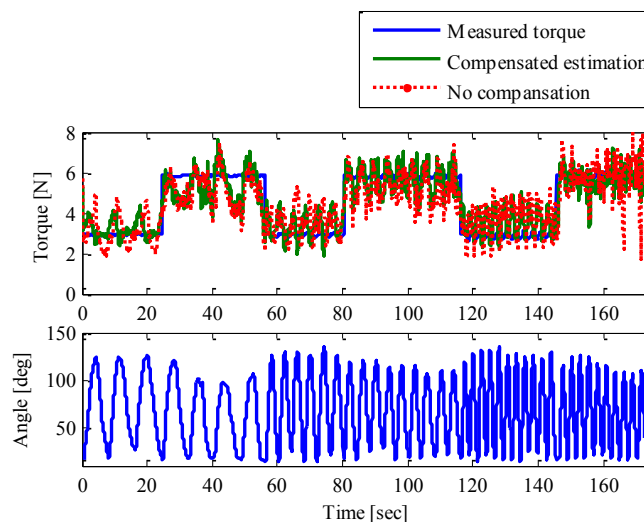 Measured torque
Compensated estimation
No compansation
8
6
4
2
0
Torque [N]
0 20 40 60 80 100 120 140 160
150
100
50
Angle [deg]
0 20 40 60 80 100 120 140 160
Time [sec]